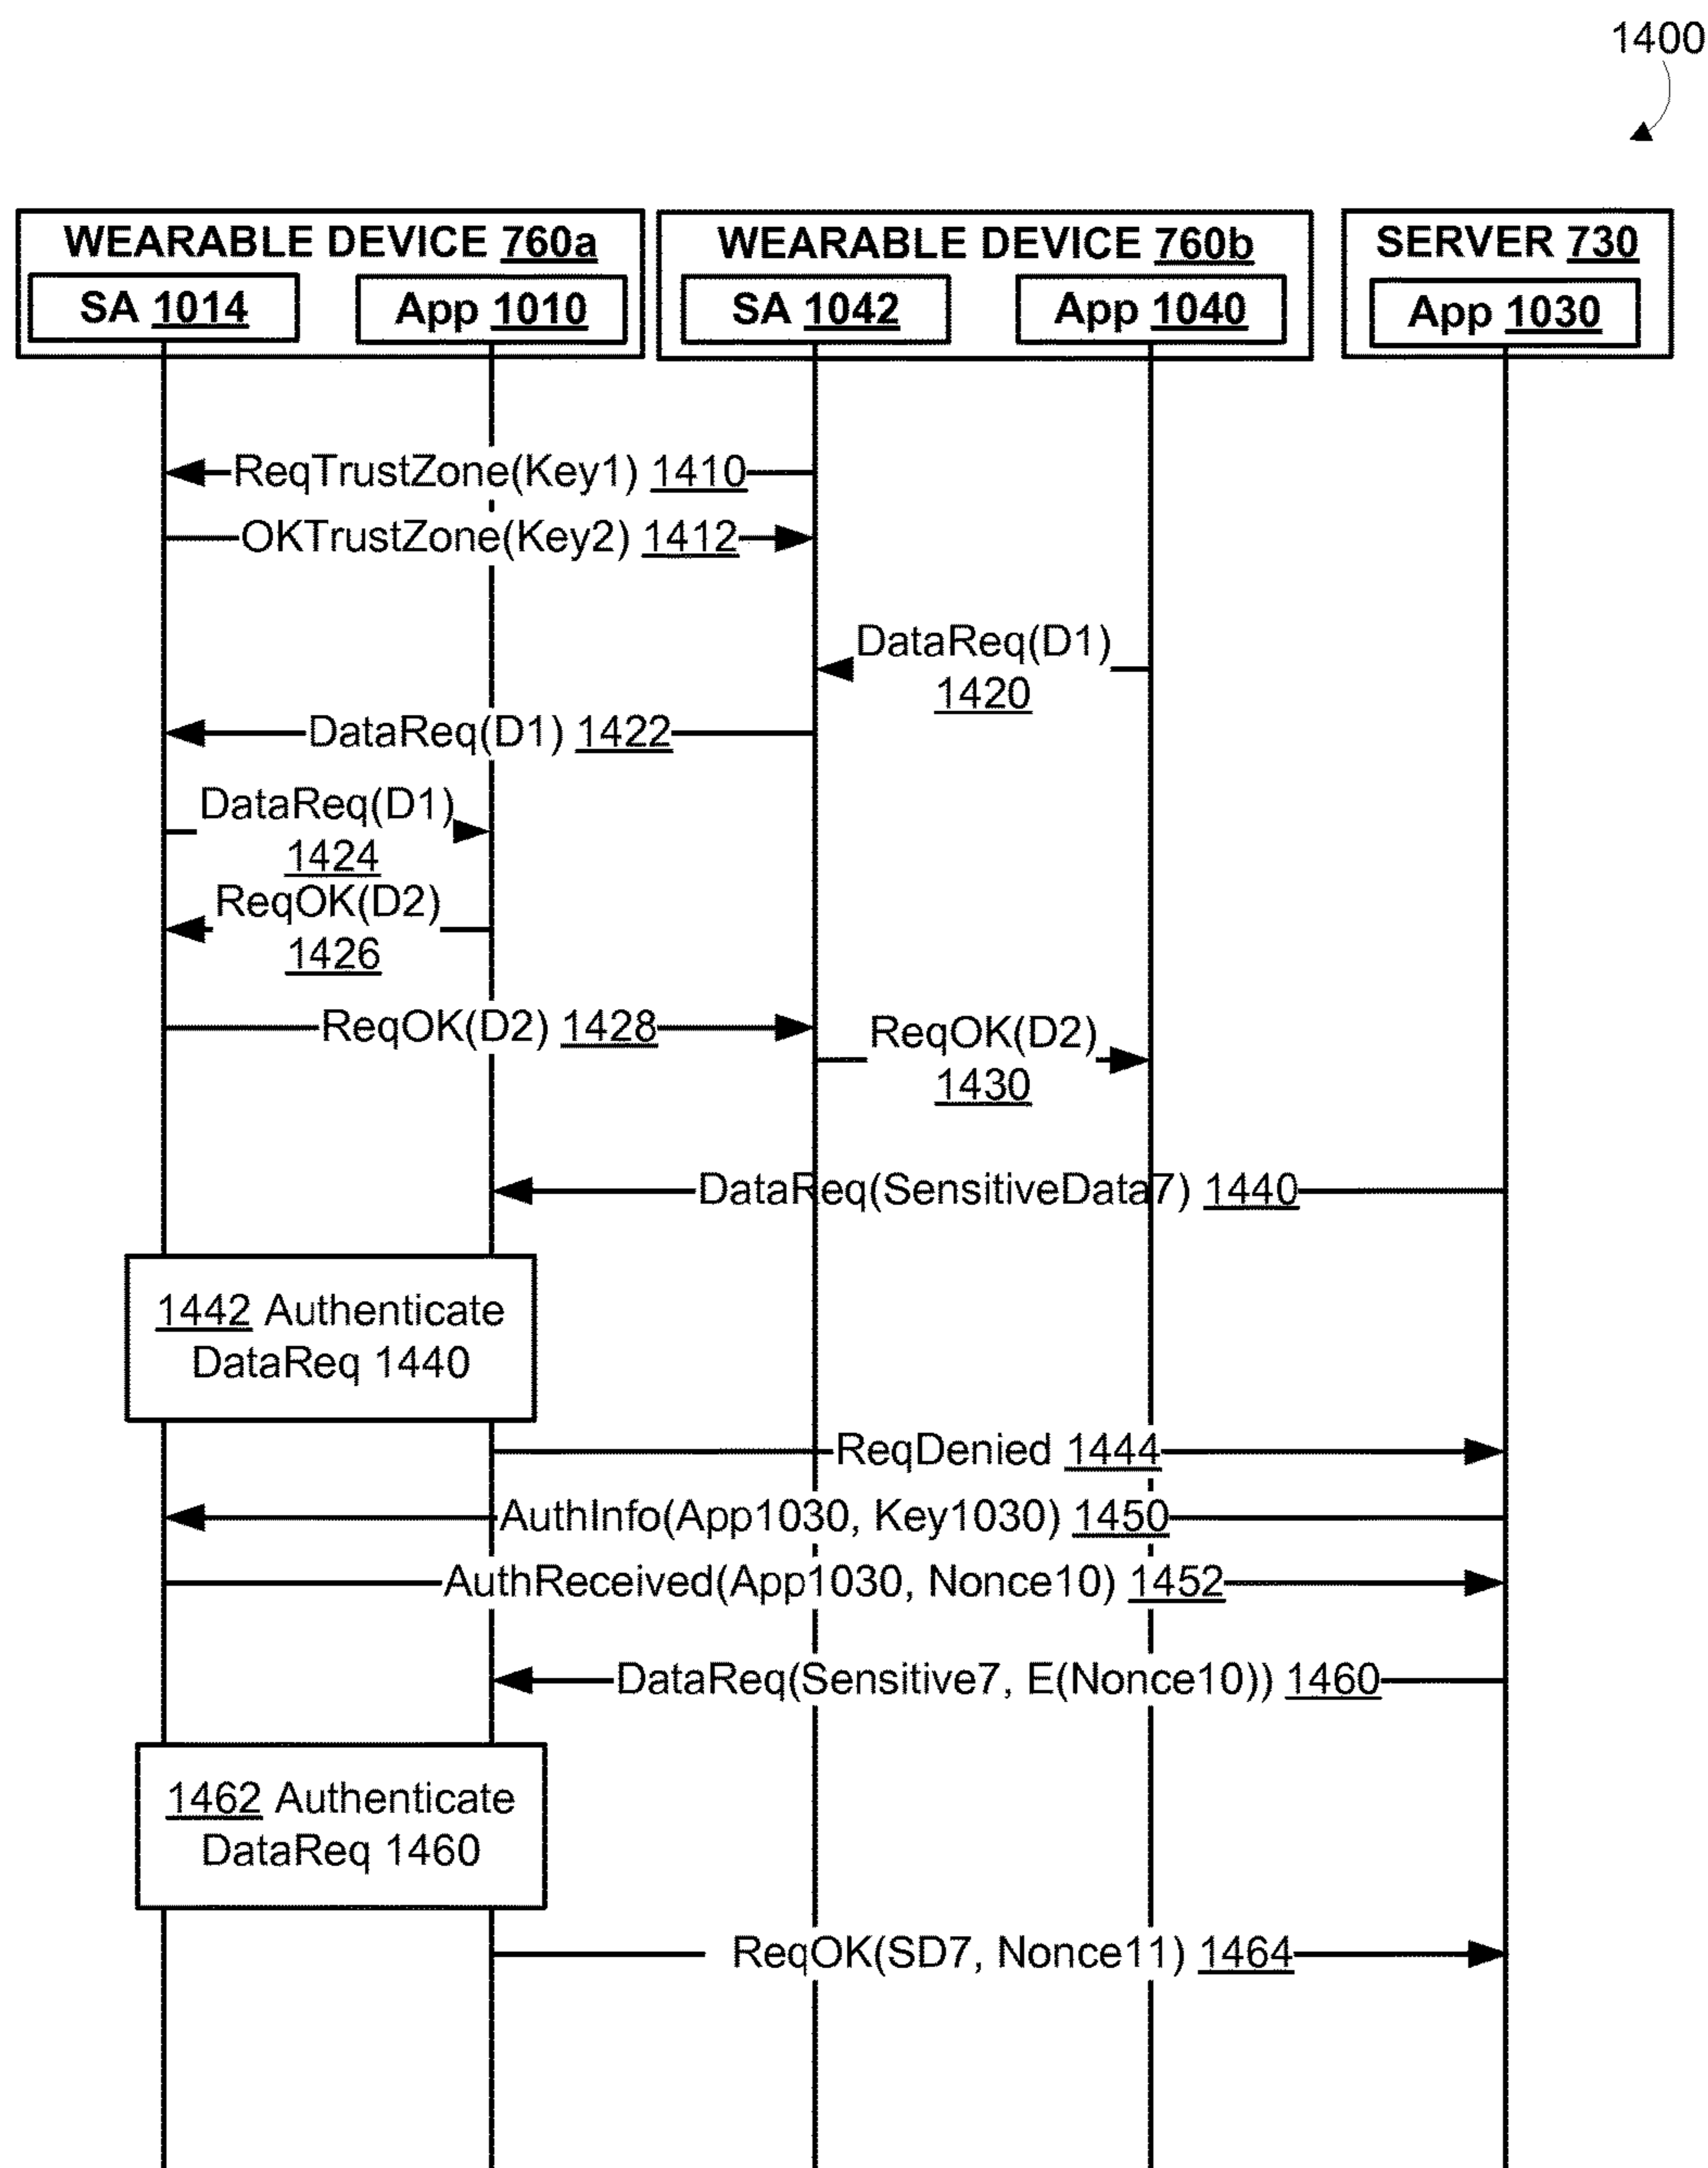 1400
WEARABLE DEVICE 760a
SA 1014
App 1010
WEARABLE DEVICE 760b
SA 1042
App 1040
SERVER 730
App 1030
ReqTrustZone(Key1) 1410
OKTrustZone(Key2) 1412
DataReq(D1)
1420
DataReq(D1) 1422
DataReq(D1)
1424
ReqOK(D2)
1426
ReqOK(D2) 1428
ReqOK(D2)
1430
DataReq(SensitiveData7) 1440
1442 Authenticate
DataReq 1440
ReqDenied 1444
AuthInfo(App1030, Key1030) 1450
AuthReceived(App1030, Nonce10) 1452
DataReq(Sensitive7, E(Nonce10)) 1460
1462 Authenticate
DataReq 1460
ReqOK(SD7, Nonce11) 1464